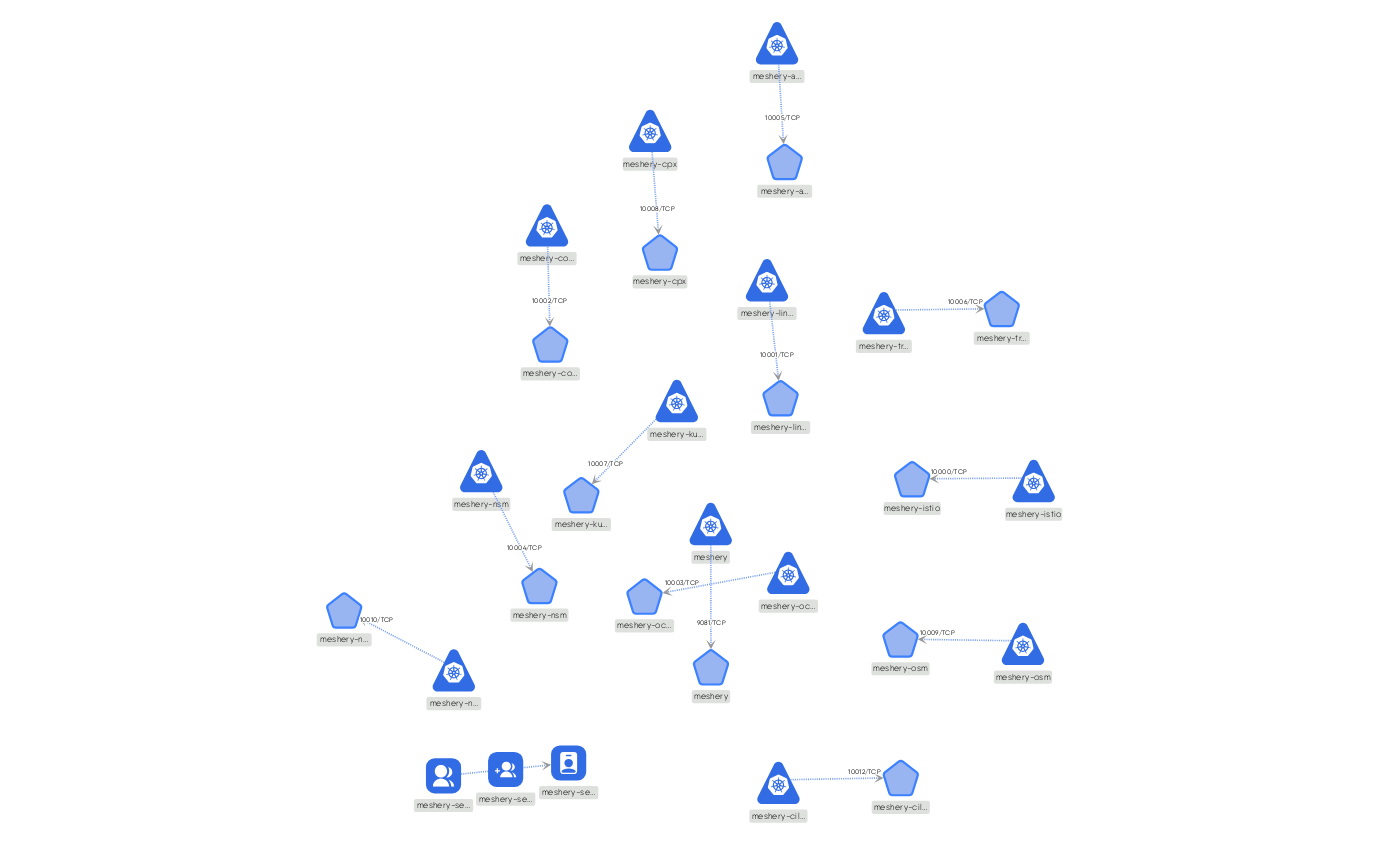 meshery-a...
10005/TCP
meshery-a...
meshery-cpx
10008/TCP
meshery-cpx
meshery-co...
10002/TCP
meshery-co...
meshery-lin...
10001/TCP
meshery-lin...
10006/TCP
meshery-tr...
meshery-tr...
meshery-ku...
10007/TCP
meshery-ku...
meshery-nsm
10004/TCP
meshery-nsm
10000/TCP
meshery-istio
meshery-istio
meshery
9081/TCP
meshery
10003/TCP
meshery-oc...
meshery-oc...
10010/TCP
meshery-n...
meshery-n...
10009/TCP
meshery-osm
meshery-osm
meshery-se...
meshery-se...
meshery-se...
10012/TCP
meshery-cil...
meshery-cil...